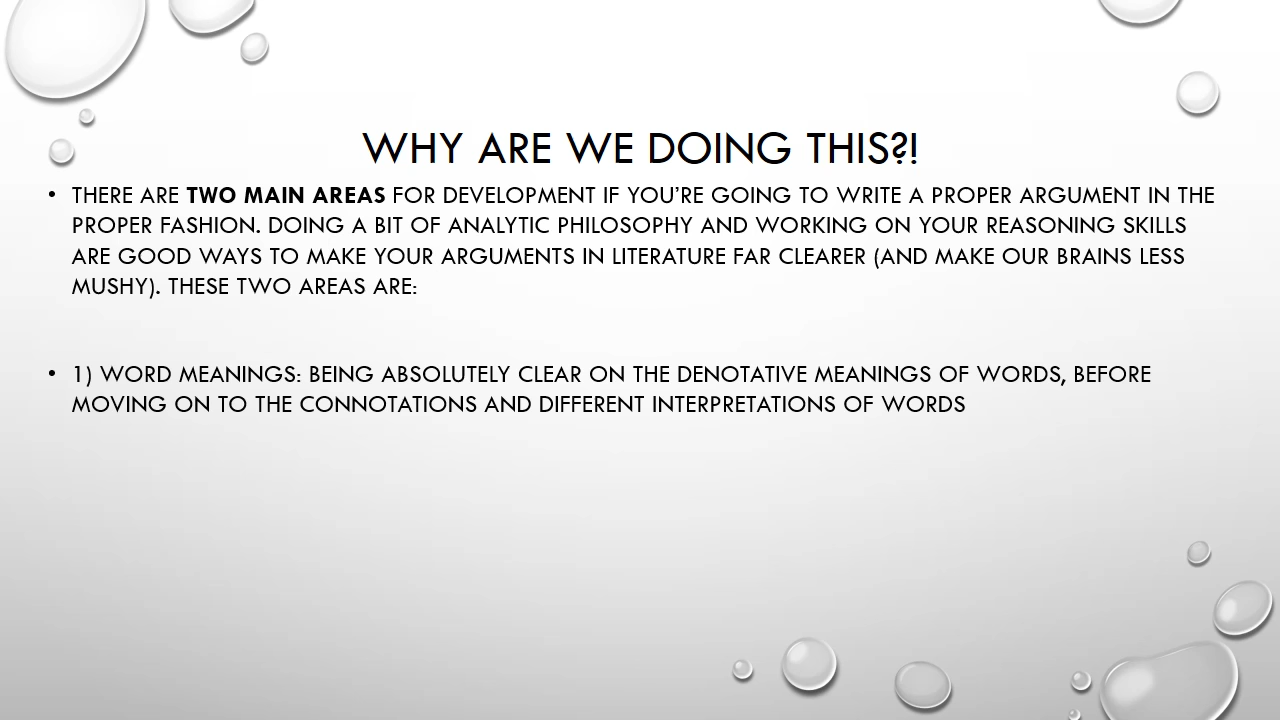 WHY ARE WE DOING THIS?!
• THERE ARE TWO MAIN AREAS FOR DEVELOPMENT IF YOU’RE GOING TO WRITE A PROPER ARGUMENT IN THE
PROPER FASHION. DOING A BIT OF ANALYTIC PHILOSOPHY AND WORKING ON YOUR REASONING SKILLS
ARE GOOD WAYS TO MAKE YOUR ARGUMENTS IN LITERATURE FAR CLEARER (AND MAKE OUR BRAINS LESS
MUSHY). THESE TWO AREAS ARE:
• 1) WORD MEANINGS: BEING ABSOLUTELY CLEAR ON THE DENOTATIVE MEANINGS OF WORDS, BEFORE
MOVING ON TO THE CONNOTATIONS AND DIFFERENT INTERPRETATIONS OF WORDS